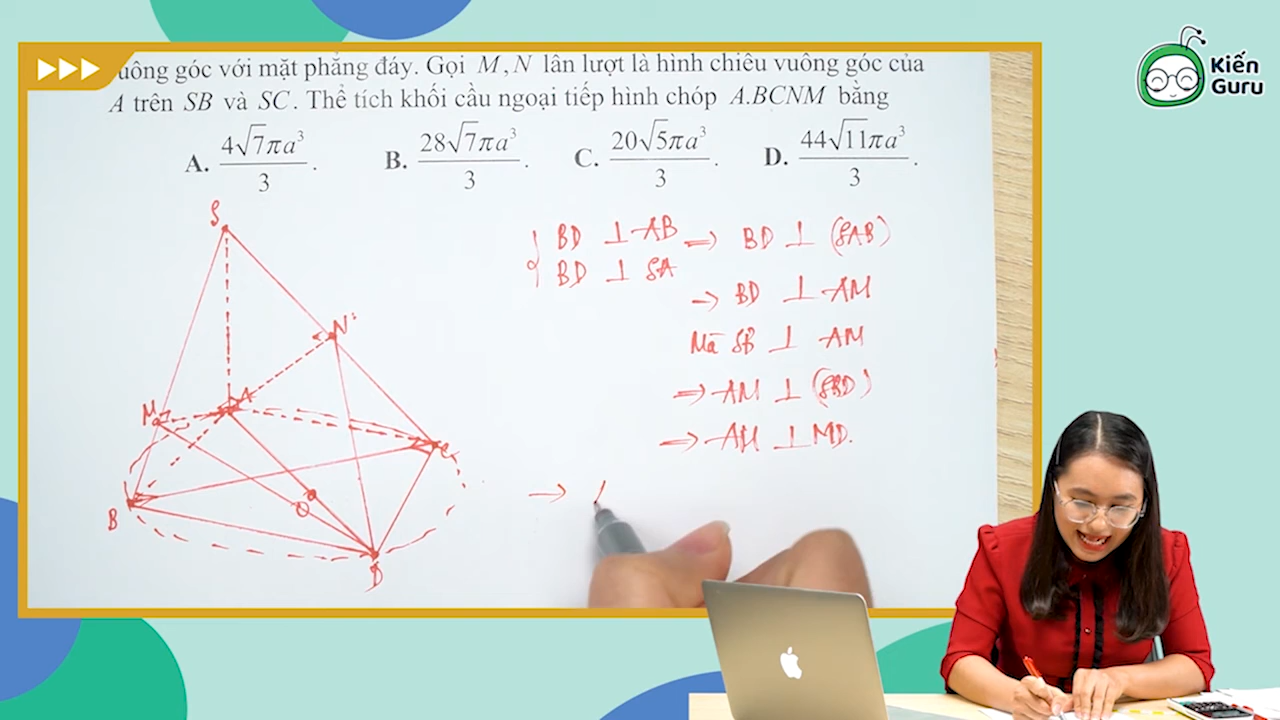 uông góc với mặt phẳng đáy. Gọi M, N lần lượt là hình chiếu vuông góc của
A trên SB và SC. Thể tích khối cầu ngoại tiếp hình chóp A.BCNM bằng
A. 4√7πa³/3. B. 28√7πa³/3. C. 20√5πa³/3. D. 44√11πa³/3.
Kiến
Guru
S
N
M
A
C
B
O
D
{ BD ⊥ AB → BD ⊥ (SAB)
BD ⊥ SA
→ BD ⊥ AM
Mà SB ⊥ AM
→ AM ⊥ (SBD)
→ AM ⊥ MD.
→